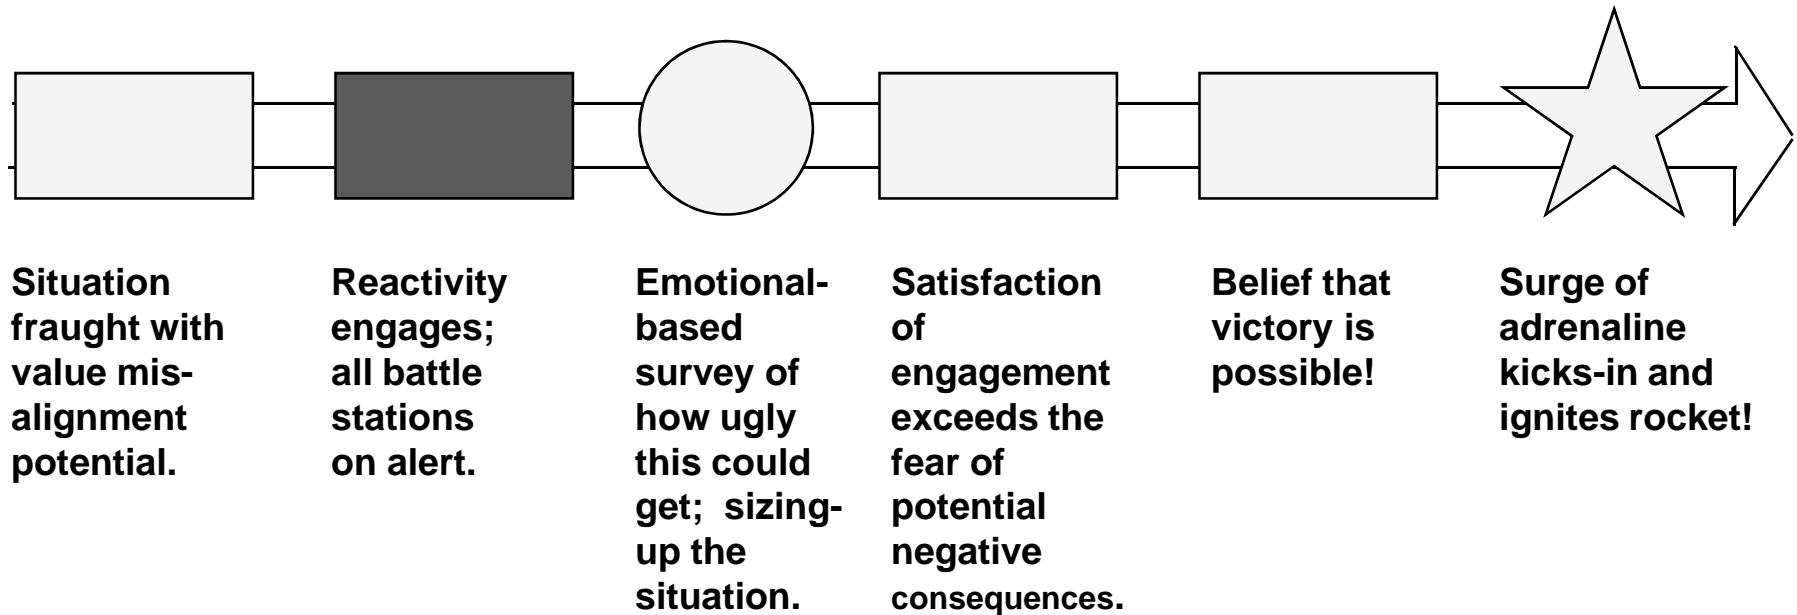 Situation
fraught with
value mis-
alignment
potential.
Reactivity
engages;
all battle
stations
on alert.
Emotional-
based
survey of
how ugly
this could
get;  sizing-
up the
situation.
Satisfaction
of
engagement
exceeds the
fear of
potential
negative
consequences.
Belief that
victory is
possible!
Surge of
adrenaline
kicks-in and
ignites rocket!